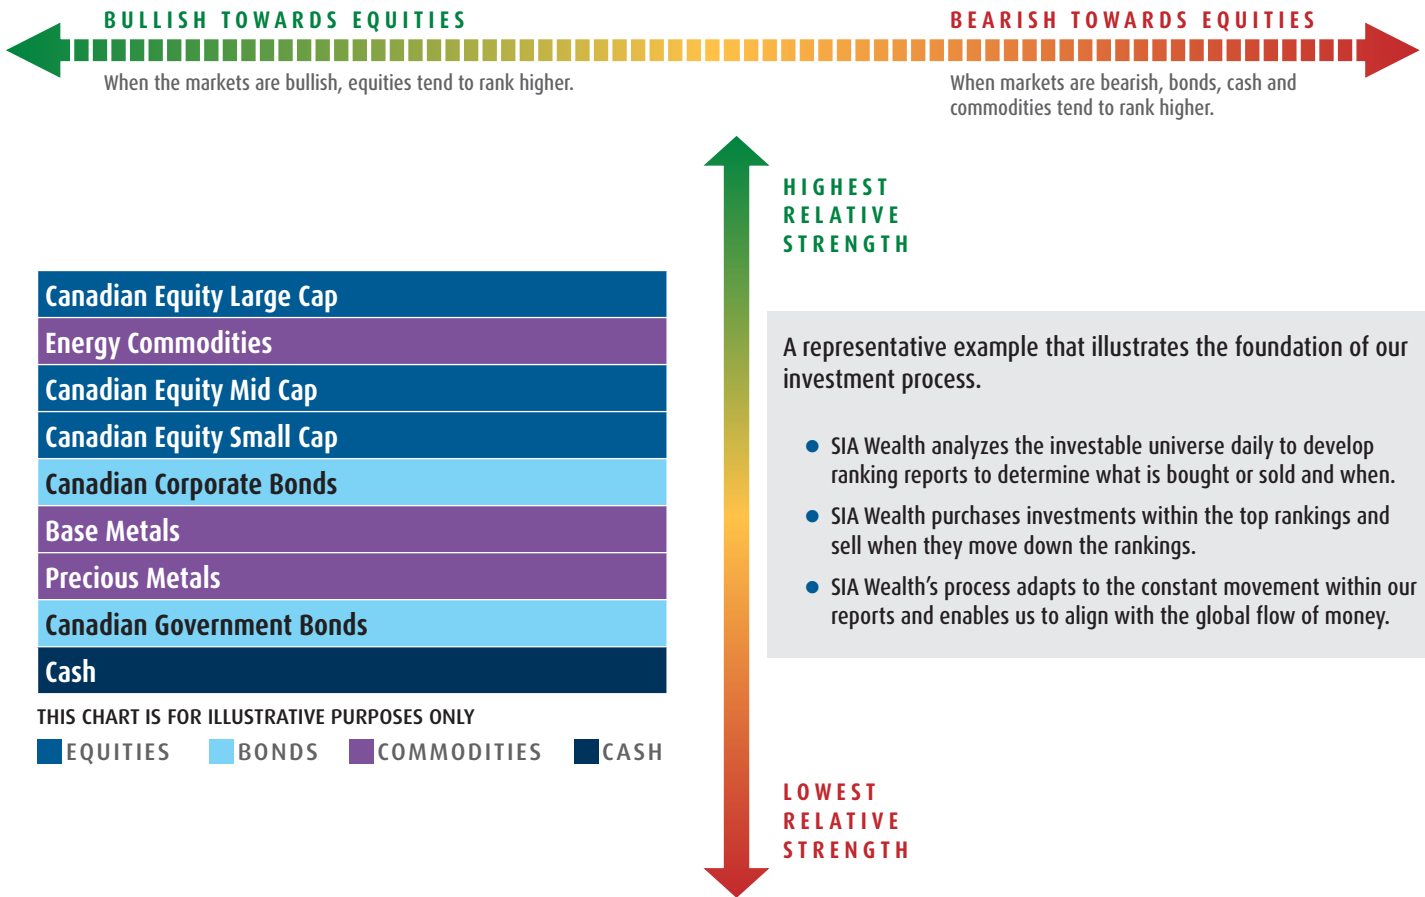 BULLISH TOWARDS EQUITIES
BEARISH TOWARDS EQUITIES
When the markets are bullish, equities tend to rank higher.
When markets are bearish, bonds, cash and
commodities tend to rank higher.
HIGHEST
RELATIVE
STRENGTH
Canadian Equity Large Cap
Energy Commodities
Canadian Equity Mid Cap
Canadian Equity Small Cap
Canadian Corporate Bonds
Base Metals
Precious Metals
Canadian Government Bonds
Cash
THIS CHART IS FOR ILLUSTRATIVE PURPOSES ONLY
EQUITIES BONDS COMMODITIES CASH
A representative example that illustrates the foundation of our
investment process.
● SIA Wealth analyzes the investable universe daily to develop
ranking reports to determine what is bought or sold and when.
● SIA Wealth purchases investments within the top rankings and
sell when they move down the rankings.
● SIA Wealth's process adapts to the constant movement within our
reports and enables us to align with the global flow of money.
LOWEST
RELATIVE
STRENGTH